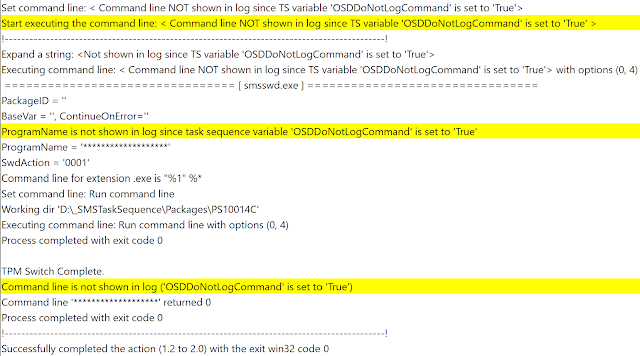 Set command line: < Command line NOT shown in log since TS variable 'OSDDoNotLogCommand' is set to 'True'>
Start executing the command line: < Command line NOT shown in log since TS variable 'OSDDoNotLogCommand' is set to 'True' >
!--------------------------------------------------------------------------------------------!
Expand a string: <Not shown in log since TS variable 'OSDDoNotLogCommand' is set to 'True'>
Executing command line: < Command line NOT shown in log since TS variable 'OSDDoNotLogCommand' is set to 'True'> with options (0, 4)
============================== [ smsswd.exe ] ==============================
PackageID = ''
BaseVar = '', ContinueOnError=''
ProgramName is not shown in log since task sequence variable 'OSDDoNotLogCommand' is set to 'True'
ProgramName = '*******************'
SwdAction = '0001'
Command line for extension .exe is "%1" %*
Set command line: Run command line
Working dir 'D:\_SMSTaskSequence\Packages\PS10014C'
Executing command line: Run command line with options (0, 4)
Process completed with exit code 0
TPM Switch Complete.
Command line is not shown in log ('OSDDoNotLogCommand' is set to 'True')
Command line '*******************' returned 0
Process completed with exit code 0
!--------------------------------------------------------------------------------------------!
Successfully completed the action (1.2 to 2.0) with the exit win32 code 0